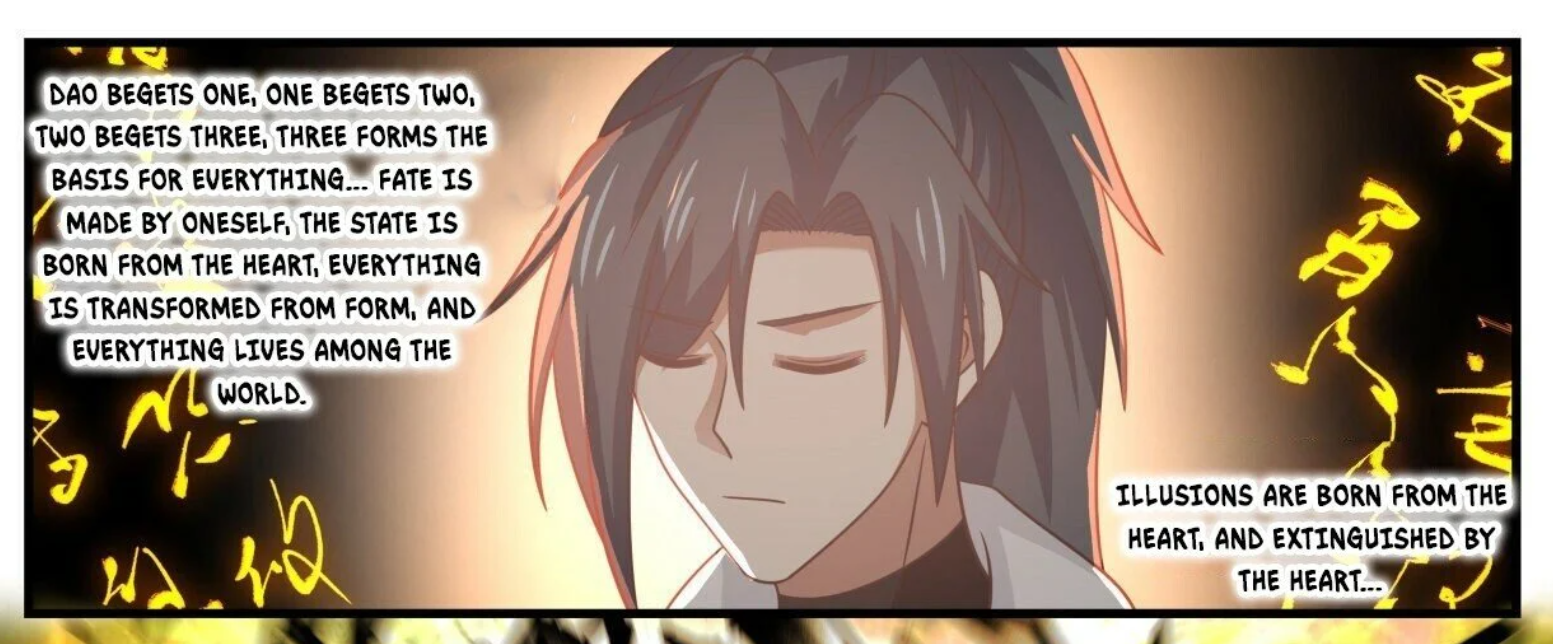 DAO BEGETS ONE, ONE BEGETS TWO,
TWO BEGETS THREE, THREE FORMS THE
BASIS FOR EVERYTHING... FATE IS
MADE BY ONESELF, THE STATE IS
BORN FROM THE HEART, EVERYTHING
IS TRANSFORMED FROM FORM, AND
EVERYTHING LIVES AMONG THE
WORLD.
ILLUSIONS ARE BORN FROM THE
HEART, AND EXTINGUISHED BY
THE HEART...